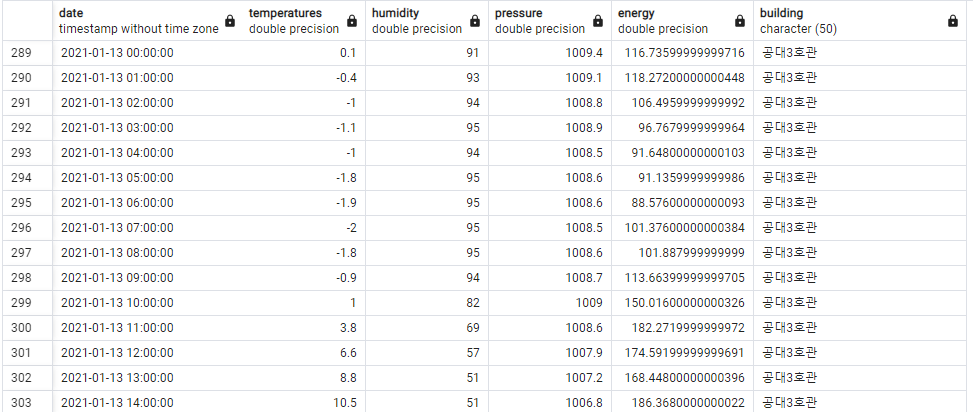 date temperatures humidity pressure energy building
timestamp without time zone double precision double precision double precision double precision character (50)
289 2021-01-13 00:00:00 0.1 91 1009.4 116.73599999999716 공대3호관
290 2021-01-13 01:00:00 -0.4 93 1009.1 118.27200000000448 공대3호관
291 2021-01-13 02:00:00 -1 94 1008.8 106.4959999999992 공대3호관
292 2021-01-13 03:00:00 -1.1 95 1008.9 96.7679999999964 공대3호관
293 2021-01-13 04:00:00 -1 94 1008.5 91.64800000000103 공대3호관
294 2021-01-13 05:00:00 -1.8 95 1008.6 91.1359999999986 공대3호관
295 2021-01-13 06:00:00 -1.9 95 1008.6 88.57600000000093 공대3호관
296 2021-01-13 07:00:00 -2 95 1008.5 101.37600000000384 공대3호관
297 2021-01-13 08:00:00 -1.8 95 1008.6 101.887999999999 공대3호관
298 2021-01-13 09:00:00 -0.9 94 1008.7 113.66399999999705 공대3호관
299 2021-01-13 10:00:00 1 82 1009 150.01600000000326 공대3호관
300 2021-01-13 11:00:00 3.8 69 1008.6 182.2719999999972 공대3호관
301 2021-01-13 12:00:00 6.6 57 1007.9 174.59199999999691 공대3호관
302 2021-01-13 13:00:00 8.8 51 1007.2 168.44800000000396 공대3호관
303 2021-01-13 14:00:00 10.5 51 1006.8 186.3680000000022 공대3호관